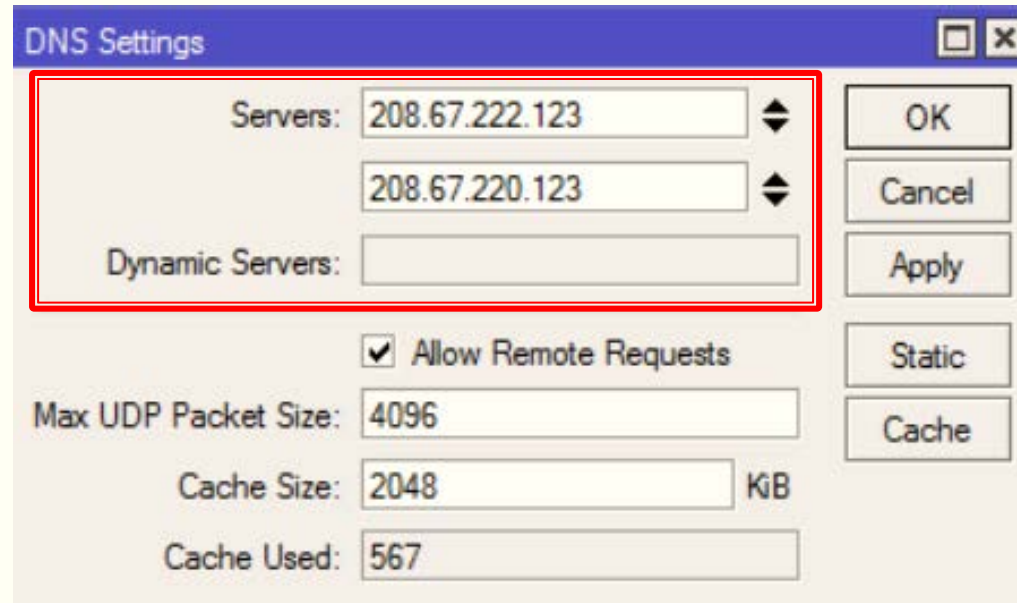 DNS Settings
Servers: 208.67.222.123
OK
208.67.220.123
Cancel
Dynamic Servers:
Apply
Allow Remote Requests
Static
Max UDP Packet Size: 4096
Cache
Cache Size: 2048 KiB
Cache Used: 567